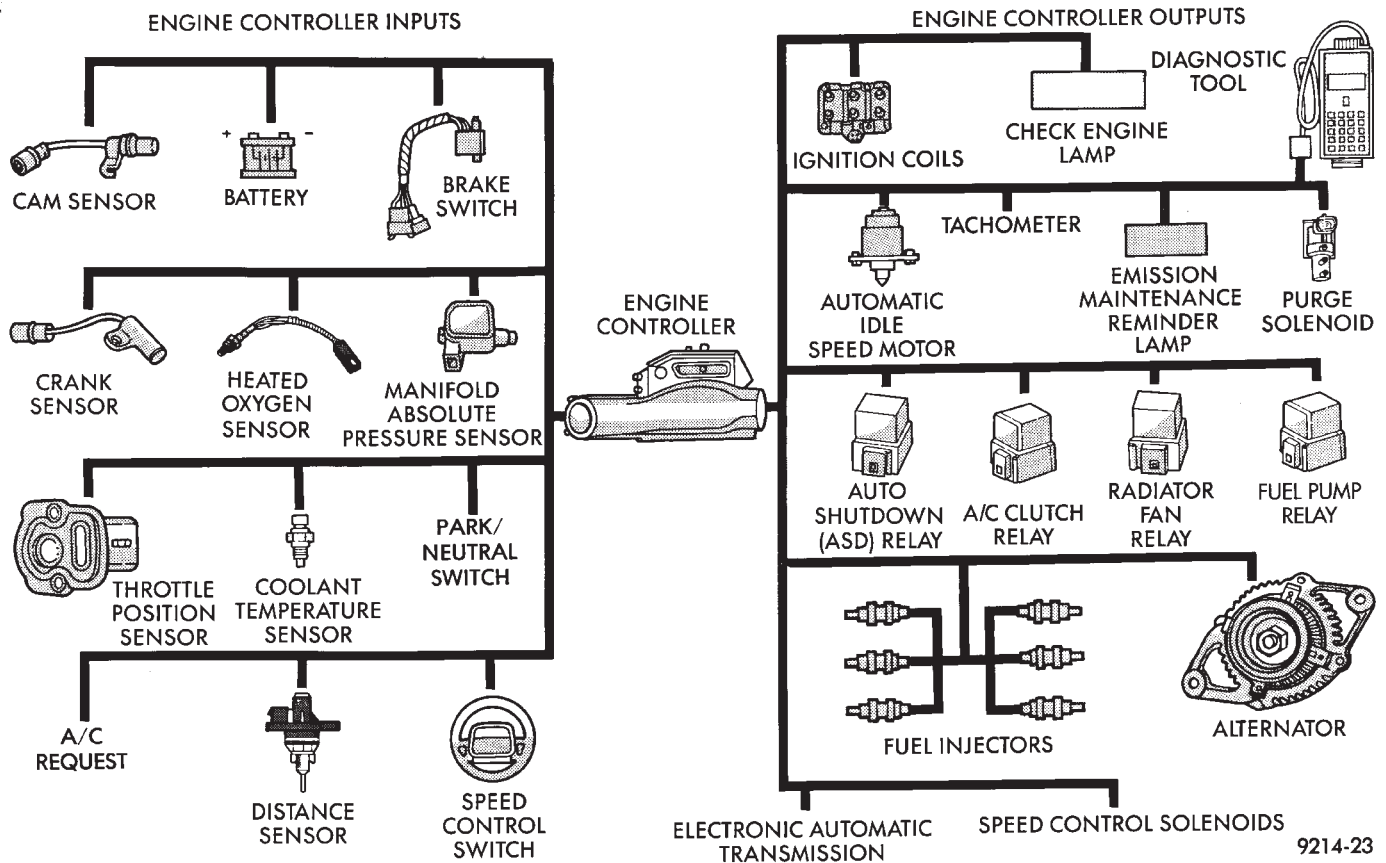 ENGINE CONTROLLER INPUTS
CAM SENSOR
+ −
BATTERY
BRAKE
SWITCH
CRANK
SENSOR
HEATED
OXYGEN
SENSOR
MANIFOLD
ABSOLUTE
PRESSURE SENSOR
THROTTLE
POSITION
SENSOR
COOLANT
TEMPERATURE
SENSOR
PARK/
NEUTRAL
SWITCH
A/C
REQUEST
DISTANCE
SENSOR
SPEED
CONTROL
SWITCH
ENGINE
CONTROLLER
ENGINE CONTROLLER OUTPUTS
IGNITION COILS
CHECK ENGINE
LAMP
DIAGNOSTIC
TOOL
AUTOMATIC
IDLE
SPEED MOTOR
TACHOMETER
EMISSION
MAINTENANCE
REMINDER
LAMP
PURGE
SOLENOID
AUTO
SHUTDOWN
(ASD) RELAY
A/C CLUTCH
RELAY
RADIATOR
FAN
RELAY
FUEL PUMP
RELAY
FUEL INJECTORS
ALTERNATOR
ELECTRONIC AUTOMATIC
TRANSMISSION
SPEED CONTROL SOLENOIDS
9214-23